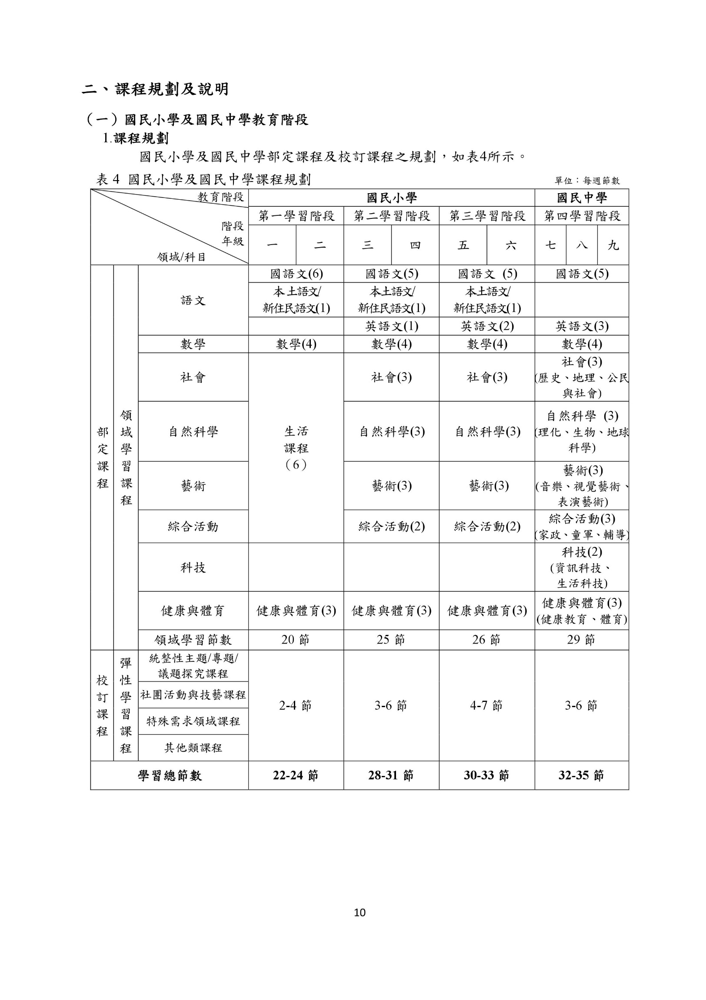 二、課程規劃及說明
（一）國民小學及國民中學教育階段
1.課程規劃
國民小學及國民中學部定課程及校訂課程之規劃，如表4所示。
表 4 國民小學及國民中學課程規劃 單位：每週節數
教育階段 國民小學 國民中學
階段 第一學習階段 第二學習階段 第三學習階段 第四學習階段
年級 一 二 三 四 五 六 七 八 九
領域/科目
部定課程
領域學習課程
語文
國語文(6) 國語文(5) 國語文 (5) 國語文(5)
本土語文/ 本土語文/ 本土語文/
新住民語文(1) 新住民語文(1) 新住民語文(1)
英語文(1) 英語文(2) 英語文(3)
數學 數學(4) 數學(4) 數學(4) 數學(4)
社會 社會(3) 社會(3) 社會(3)
(歷史、地理、公民
與社會)
生活
課程
（6）
自然科學 自然科學(3) 自然科學(3) 自然科學 (3)
(理化、生物、地球
科學)
藝術 藝術(3) 藝術(3) 藝術(3)
(音樂、視覺藝術、
表演藝術)
綜合活動 綜合活動(2) 綜合活動(2) 綜合活動(3)
(家政、童軍、輔導)
科技 科技(2)
(資訊科技、
生活科技)
健康與體育 健康與體育(3) 健康與體育(3) 健康與體育(3) 健康與體育(3)
(健康教育、體育)
領域學習節數 20 節 25 節 26 節 29 節
校訂課程
彈性學習課程
統整性主題/專題/
議題探究課程
社團活動與技藝課程
特殊需求領域課程
其他類課程
2-4 節 3-6 節 4-7 節 3-6 節
學習總節數 22-24 節 28-31 節 30-33 節 32-35 節
10